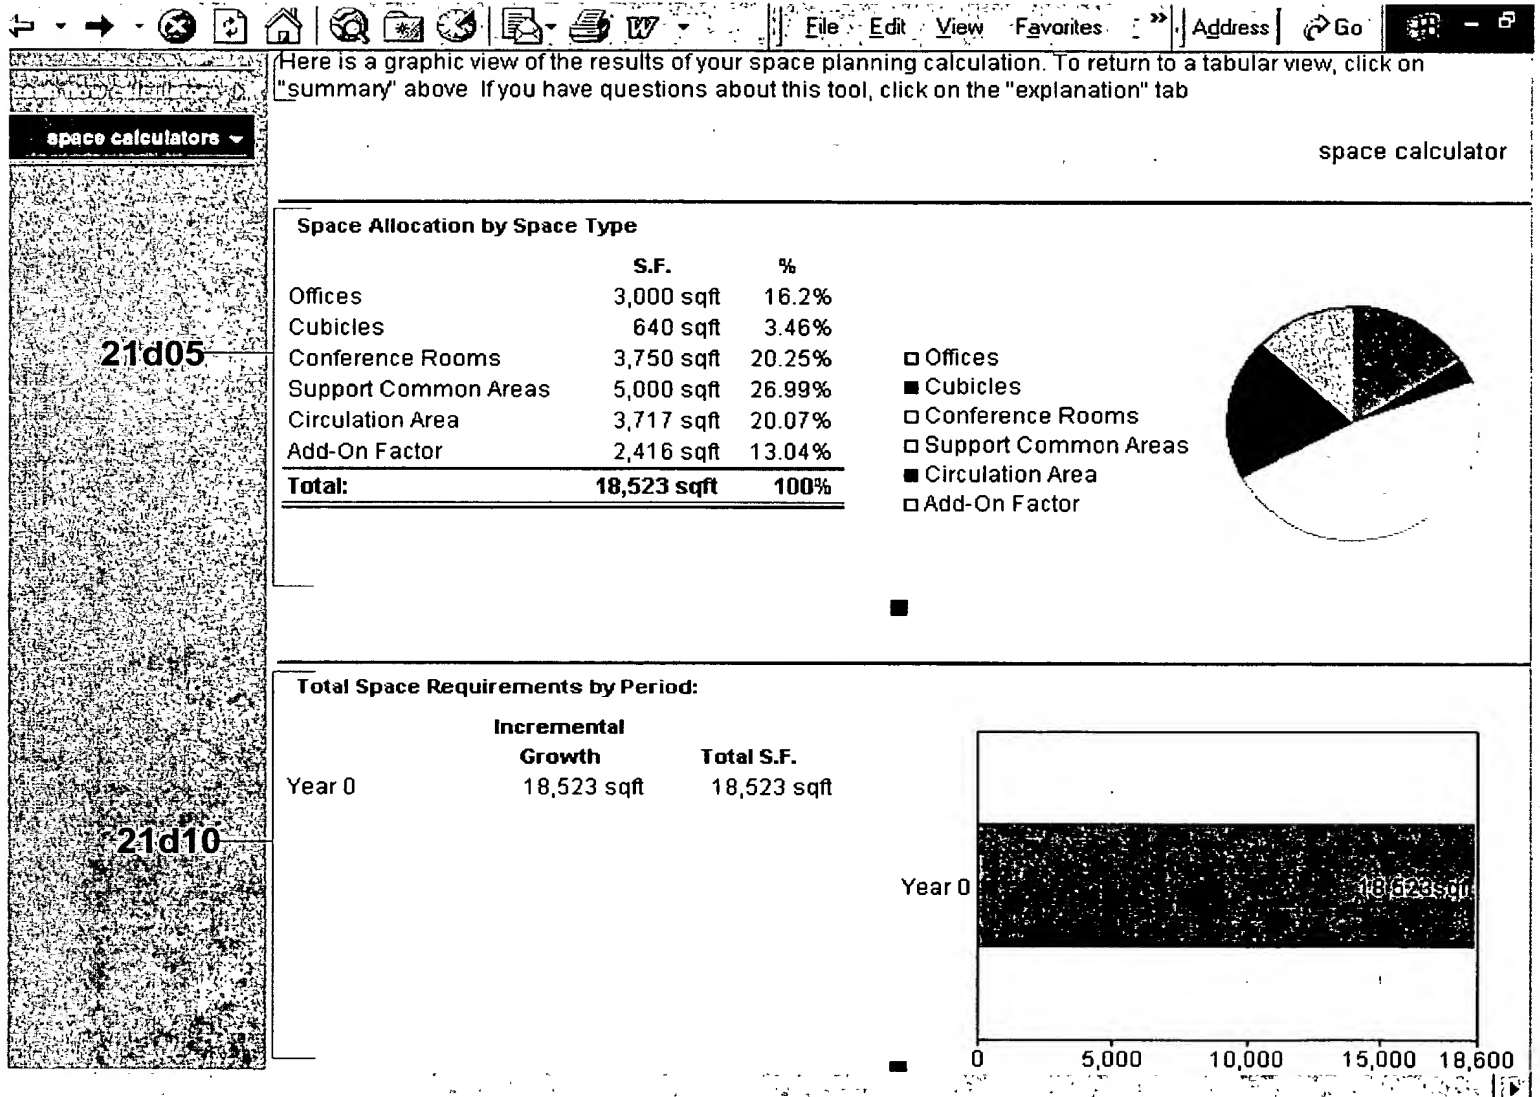 File Edit View Favorites » Address Go
Here is a graphic view of the results of your space planning calculation. To return to a tabular view, click on
"summary" above If you have questions about this tool, click on the "explanation" tab
space calculators
space calculator
Space Allocation by Space Type
S.F. %
Offices 3,000 sqft 16.2%
Cubicles 640 sqft 3.46%
21d05
Conference Rooms 3,750 sqft 20.25%
Support Common Areas 5,000 sqft 26.99%
Circulation Area 3,717 sqft 20.07%
Add-On Factor 2,416 sqft 13.04%
Total: 18,523 sqft 100%
Offices
Cubicles
Conference Rooms
Support Common Areas
Circulation Area
Add-On Factor
Total Space Requirements by Period:
Incremental
Growth Total S.F.
Year 0 18,523 sqft 18,523 sqft
21d10
Year 0 18,523sqft
0 5,000 10,000 15,000 18,600